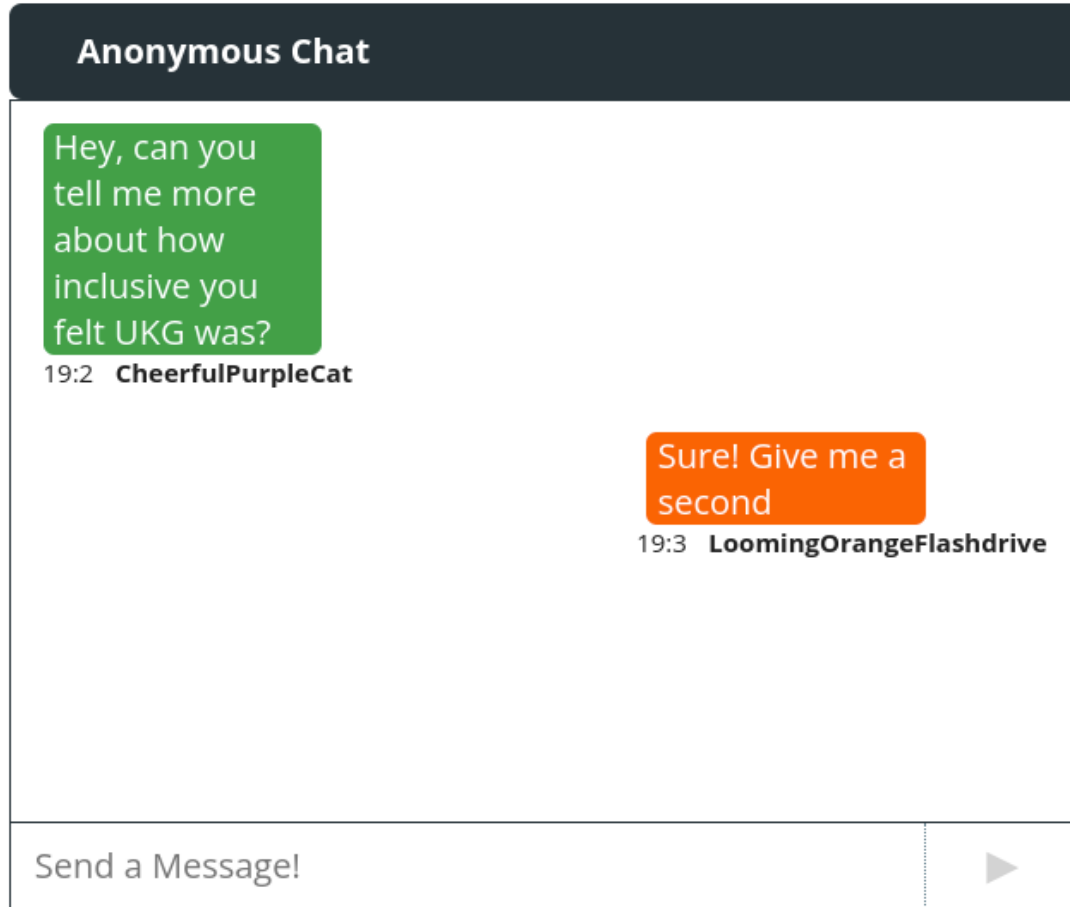 Anonymous Chat
Hey, can you
tell me more
about how
inclusive you
felt UKG was?
19:2 CheerfulPurpleCat
Sure! Give me a
second
19:3 LoomingOrangeFlashdrive
Send a Message!